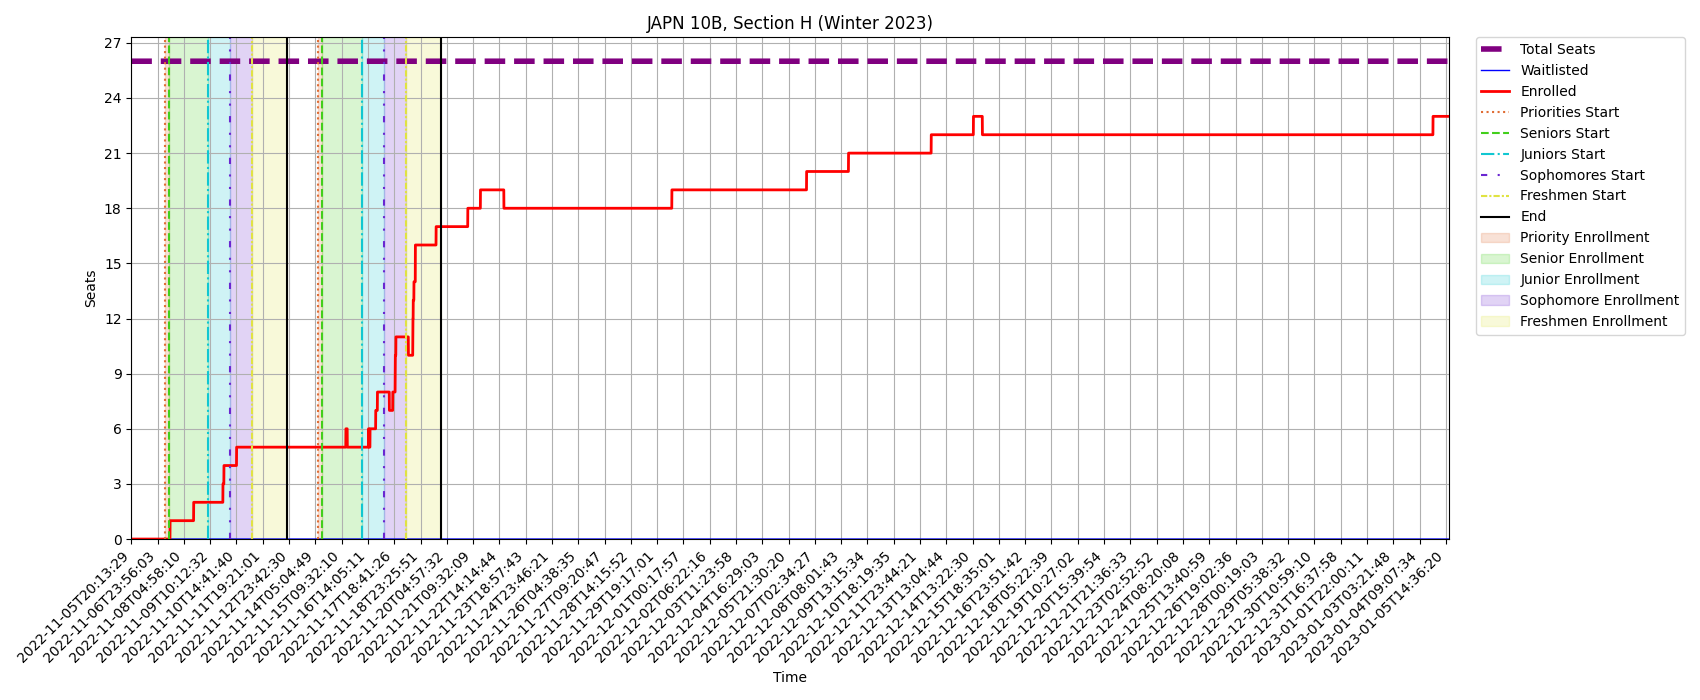 JAPN 10B, Section H (Winter 2023)
27
24
21
18
15
12
9
6
3
0
Seats
2022-11-05T20:13:29
2022-11-06T23:56:03
2022-11-08T04:58:10
2022-11-09T10:12:32
2022-11-10T14:41:40
2022-11-11T19:21:01
2022-11-12T23:42:30
2022-11-14T05:04:49
2022-11-15T09:32:10
2022-11-16T14:05:11
2022-11-17T18:41:26
2022-11-18T23:25:51
2022-11-20T04:57:32
2022-11-21T09:32:09
2022-11-22T14:14:44
2022-11-23T18:57:43
2022-11-24T23:46:21
2022-11-26T04:38:35
2022-11-27T09:20:47
2022-11-28T14:15:52
2022-11-29T19:17:01
2022-12-01T00:17:57
2022-12-02T06:22:16
2022-12-03T11:23:58
2022-12-04T16:29:03
2022-12-05T21:30:20
2022-12-07T02:34:27
2022-12-08T08:01:43
2022-12-09T13:15:34
2022-12-10T18:19:35
2022-12-11T23:44:21
2022-12-13T13:04:44
2022-12-14T13:22:30
2022-12-15T18:35:01
2022-12-16T23:51:42
2022-12-18T05:22:39
2022-12-19T10:27:02
2022-12-20T15:39:54
2022-12-21T21:36:33
2022-12-23T02:52:52
2022-12-24T08:20:08
2022-12-25T13:40:59
2022-12-26T19:02:36
2022-12-28T00:19:03
2022-12-29T05:38:32
2022-12-30T10:59:10
2022-12-31T16:37:58
2023-01-01T22:00:11
2023-01-03T03:21:48
2023-01-04T09:07:34
2023-01-05T14:36:20
Time
Total Seats
Waitlisted
Enrolled
Priorities Start
Seniors Start
Juniors Start
Sophomores Start
Freshmen Start
End
Priority Enrollment
Senior Enrollment
Junior Enrollment
Sophomore Enrollment
Freshmen Enrollment